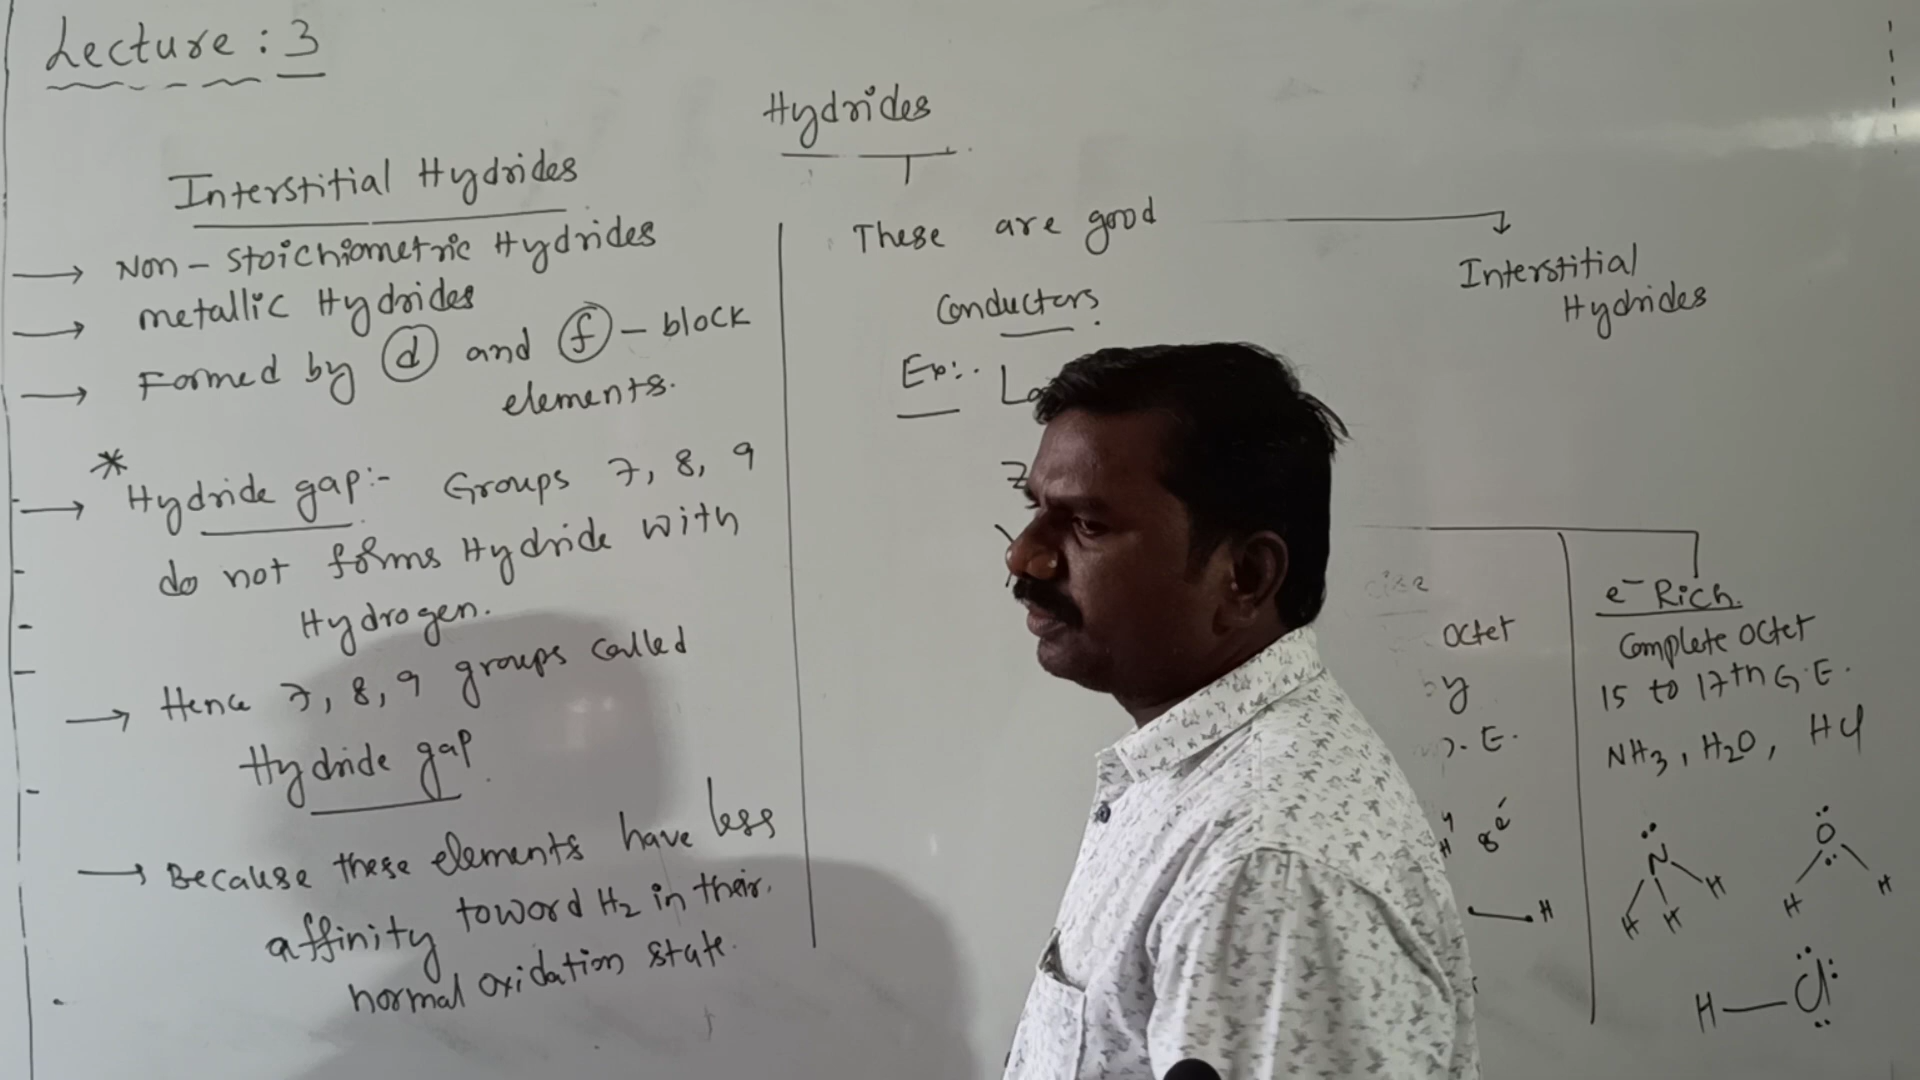 Lecture : 3
Hydrides
Interstitial Hydrides
Non-Stoichiometric Hydrides
metallic Hydrides
Formed by d and f - block
elements.
* Hydride gap:- Groups 7, 8, 9
do not forms Hydride with
Hydrogen.
Hence 7, 8, 9 groups called
Hydride gap
Because these elements have less
affinity toword H2 in their
normal oxidation state.
These are good
Conductors.
Ex:-
Interstitial
Hydrides
Octet
by
E.
8e-
H
e- Rich.
Complete Octet
15 to 17th G.E.
NH3, H2O, HCl
N
H H H
O
H H
H Cl